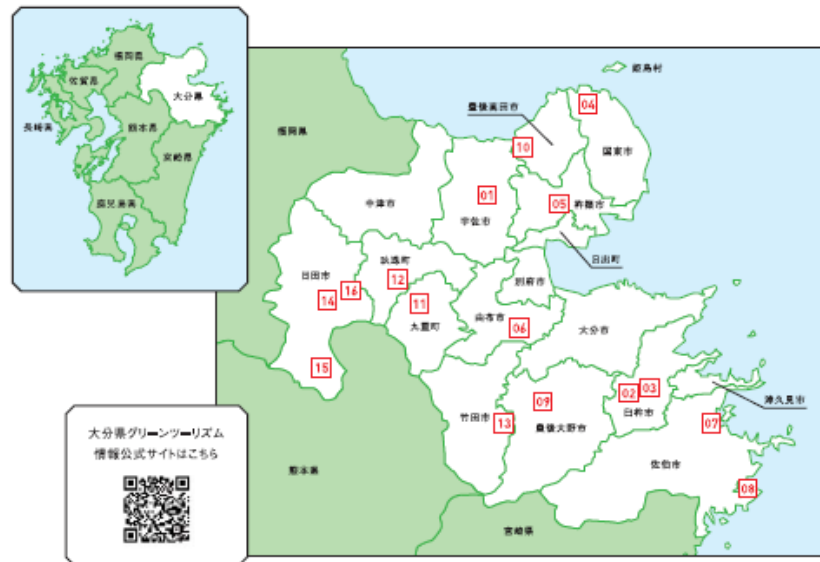 福岡県
佐賀県
大分県
長崎県
熊本県
宮崎県
鹿児島県
姫島村
豊後高田市
04
国東市
福岡県
10
01
中津市
宇佐市
05
杵築市
日出町
日田市
玖珠町
別府市
16
12
14
11
九重町
由布市
06
大分市
15
09
02
03
津久見市
臼杵市
竹田市
13
豊後大野市
07
佐伯市
08
熊本県
宮崎県
大分県グリーンツーリズム
情報公式サイトはこちら